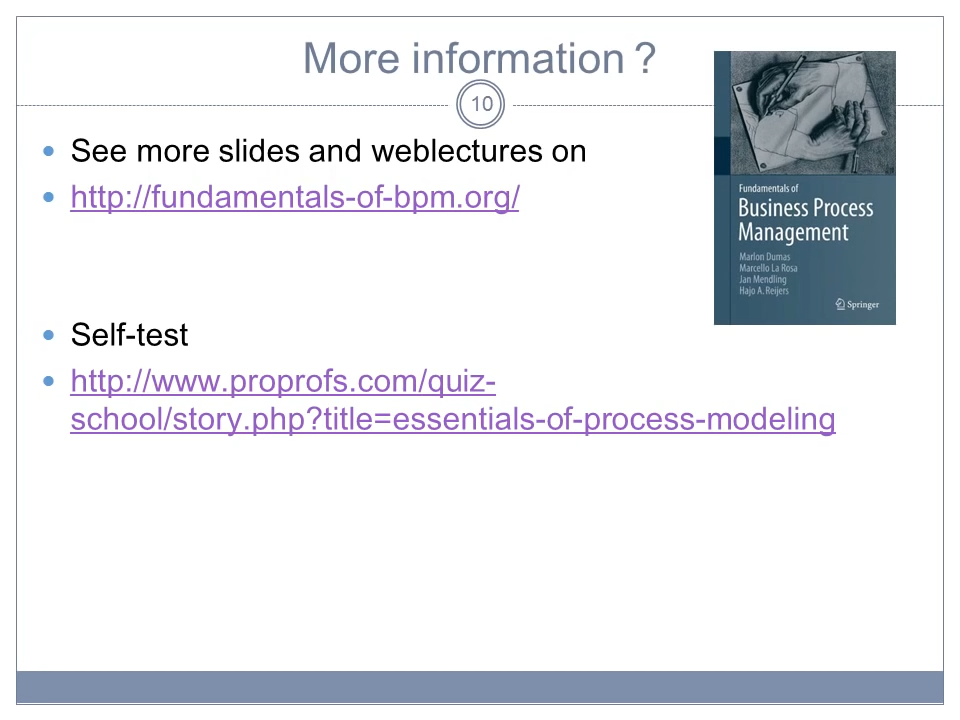 More information ?
10
See more slides and weblectures on
http://fundamentals-of-bpm.org/
Self-test
http://www.proprofs.com/quiz-
school/story.php?title=essentials-of-process-modeling
Fundamentals of
Business Process
Management
Marlon Dumas
Marcello La Rosa
Jan Mendling
Hajo A. Reijers
Springer